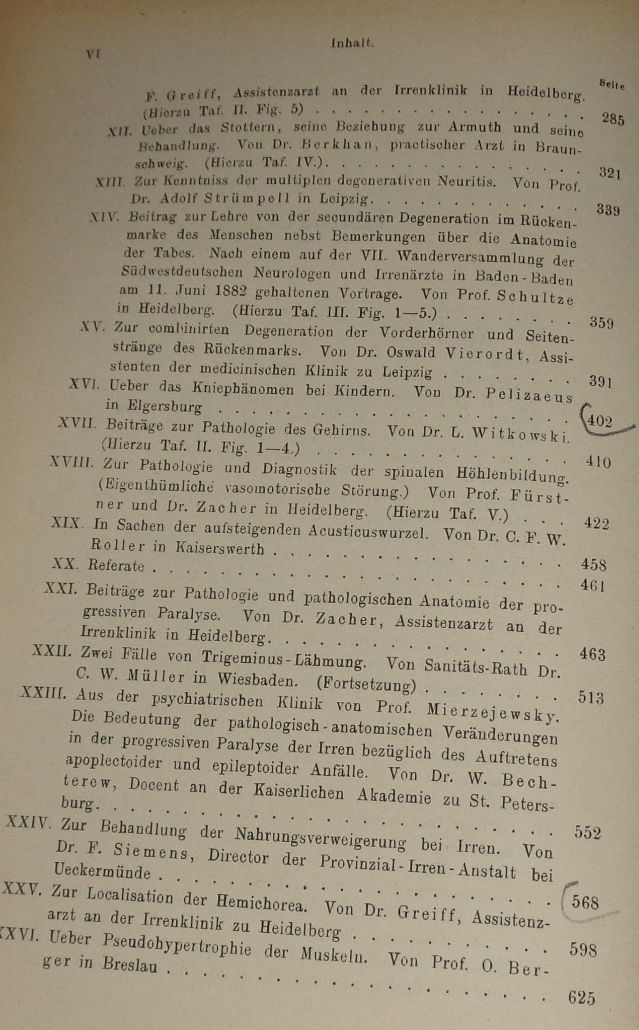 VI
Inhalt.
Seite
F. Greiff, Assistenzarzt an der Irrenklinik in Heidelberg.
(Hierzu Taf. II. Fig. 5) . . . . . . . . . . . . . . 285
XII. Ueber das Stottern, seine Beziehung zur Armuth und seine
Behandlung. Von Dr. Berkhan, practischer Arzt in Braun-
schweig. (Hierzu Taf. IV.) . . . . . . . . . . . . . 321
XIII. Zur Kenntniss der multiplen degenerativen Neuritis. Von Prof.
Dr. Adolf Strümpell in Leipzig. . . . . . . . . . . . 339
XIV. Beitrag zur Lehre von der secundären Degeneration im Rücken-
marke des Menschen nebst Bemerkungen über die Anatomie
der Tabes. Nach einem auf der VII. Wanderversammlung der
Südwestdeutschen Neurologen und Irrenärzte in Baden-Baden
am 11. Juni 1882 gehaltenen Vortrage. Von Prof. Schultze
in Heidelberg. (Hierzu Taf. III. Fig. 1—5.) . . . . . . . 359
XV. Zur combinirten Degeneration der Vorderhörner und Seiten-
stränge des Rückenmarks. Von Dr. Oswald Vierordt, Assi-
stenten der medicinischen Klinik zu Leipzig . . . . . . . 391
XVI. Ueber das Kniephänomen bei Kindern. Von Dr. Pelizaeus
in Elgersburg . . . . . . . . . . . . . . . . . 402
XVII. Beiträge zur Pathologie des Gehirns. Von Dr. L. Witkowski.
(Hierzu Taf. II. Fig. 1—4.) . . . . . . . . . . . . . 410
XVIII. Zur Pathologie und Diagnostik der spinalen Höhlenbildung.
(Eigenthümliche vasomotorische Störung.) Von Prof. Fürst-
ner und Dr. Zacher in Heidelberg. (Hierzu Taf. V.) . . . 422
XIX. In Sachen der aufsteigenden Acusticuswurzel. Von Dr. C. F. W.
Roller in Kaiserswerth . . . . . . . . . . . . . . 458
XX. Referate . . . . . . . . . . . . . . . . . . . 461
XXI. Beiträge zur Pathologie und pathologischen Anatomie der pro-
gressiven Paralyse. Von Dr. Zacher, Assistenzarzt an der
Irrenklinik in Heidelberg. . . . . . . . . . . . . . 463
XXII. Zwei Fälle von Trigeminus-Lähmung. Von Sanitäts-Rath Dr.
C. W. Müller in Wiesbaden. (Fortsetzung) . . . . . . . 513
XXIII. Aus der psychiatrischen Klinik von Prof. Mierzejewsky.
Die Bedeutung der pathologisch-anatomischen Veränderungen
in der progressiven Paralyse der Irren bezüglich des Auftretens
apoplectoider und epileptoider Anfälle. Von Dr. W. Bech-
terew, Docent an der Kaiserlichen Akademie zu St. Peters-
burg. . . . . . . . . . . . . . . . . . . . . 552
XXIV. Zur Behandlung der Nahrungsverweigerung bei Irren. Von
Dr. F. Siemens, Director der Provinzial-Irren-Anstalt bei
Ueckermünde . . . . . . . . . . . . . . . . . 568
XXV. Zur Localisation der Hemichorea. Von Dr. Greiff, Assistenz-
arzt an der Irrenklinik zu Heidelberg . . . . . . . . . 598
XXVI. Ueber Pseudohypertrophie der Muskeln. Von Prof. O. Ber-
ger in Breslau . . . . . . . . . . . . . . . . . 625